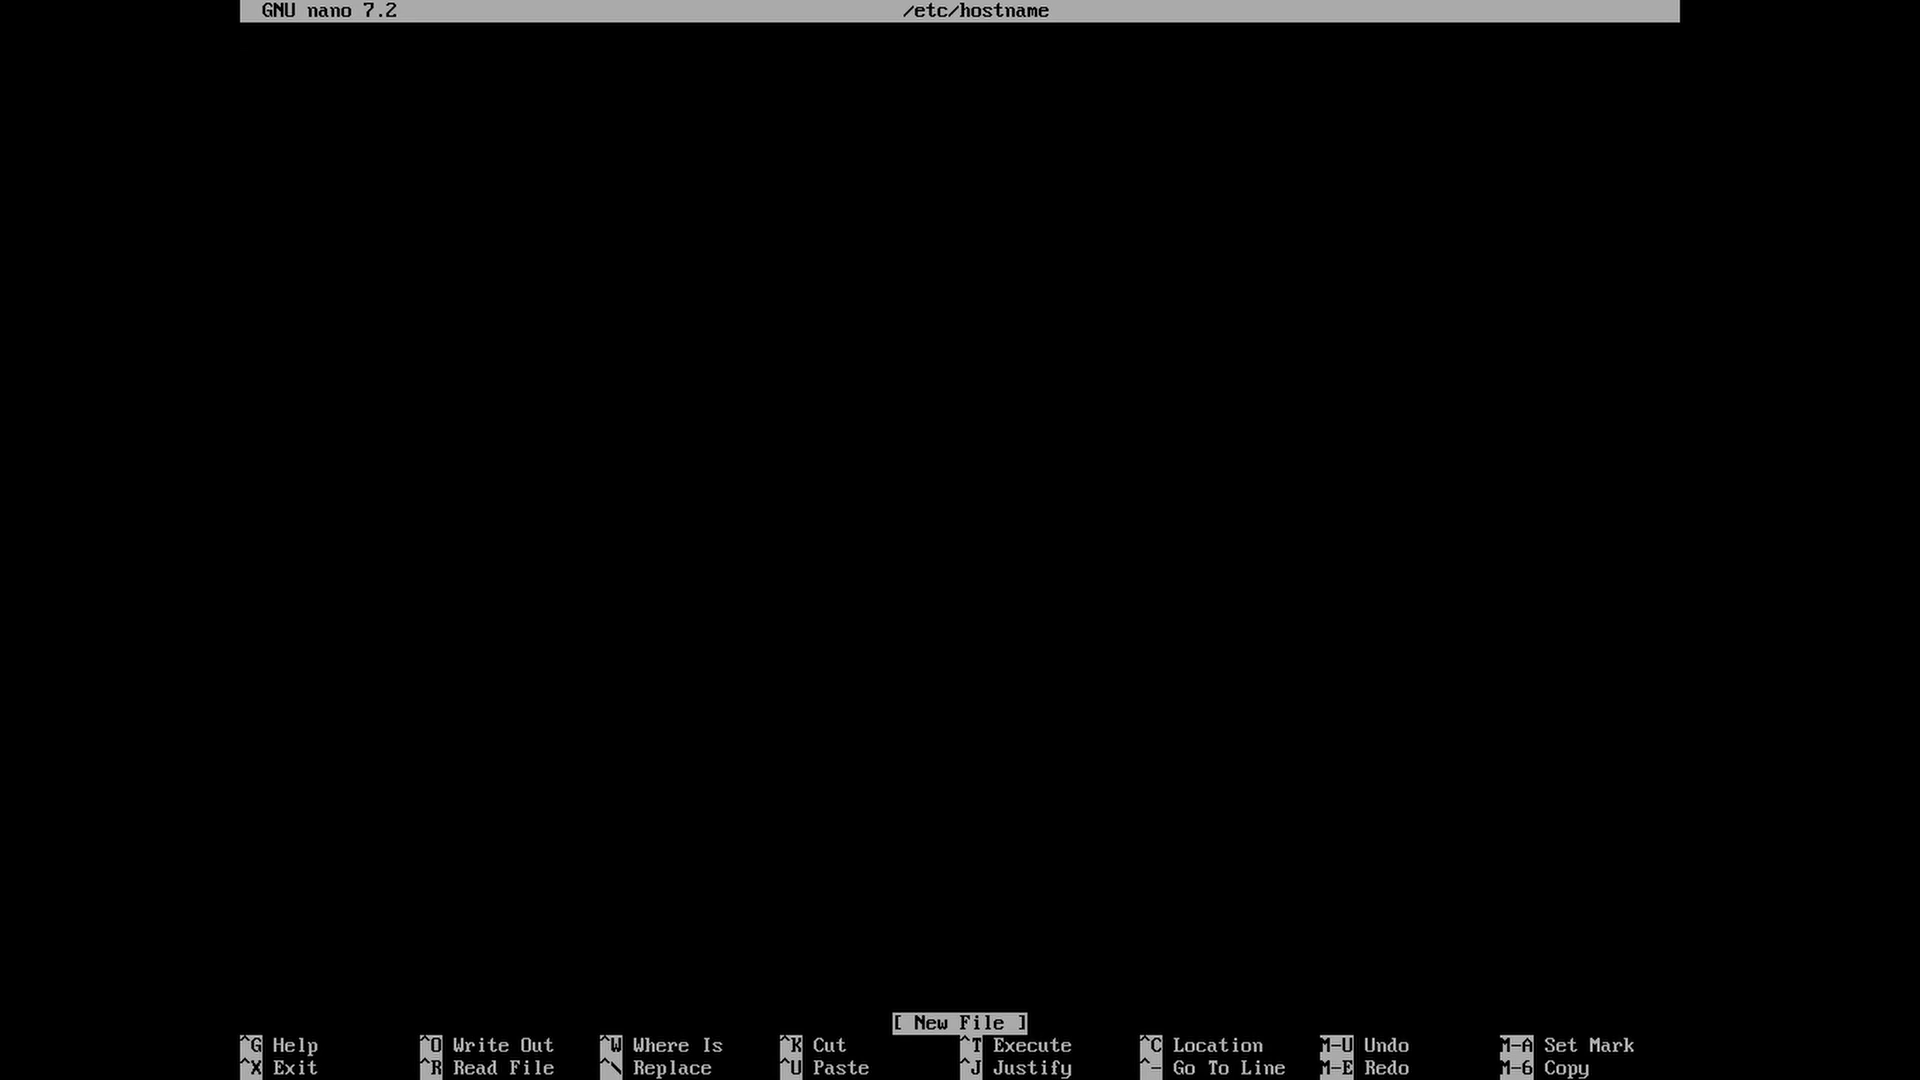 GNU nano 7.2 /etc/hostname
[ New File ]
^G Help ^O Write Out ^W Where Is ^K Cut ^T Execute ^C Location M-U Undo M-A Set Mark
^X Exit ^R Read File ^\ Replace ^U Paste ^J Justify ^- Go To Line M-E Redo M-6 Copy